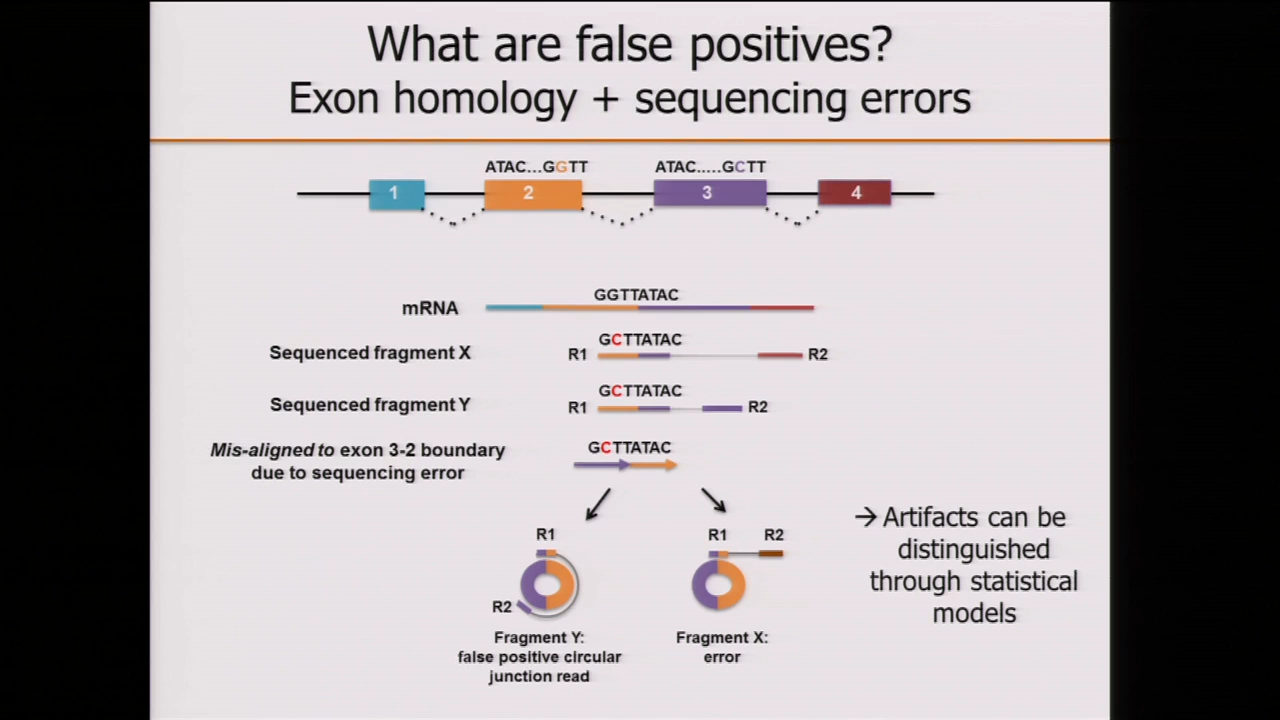 What are false positives?
Exon homology + sequencing errors
ATAC...GGTT
ATAC.....GCTT
1
2
3
4
GGTTATAC
mRNA
GCTTATAC
Sequenced fragment X
R1
R2
GCTTATAC
Sequenced fragment Y
R1
R2
Mis-aligned to exon 3-2 boundary
due to sequencing error
GCTTATAC
R1
R2
Fragment Y:
false positive circular
junction read
R1
R2
Fragment X:
error
→ Artifacts can be
distinguished
through statistical
models